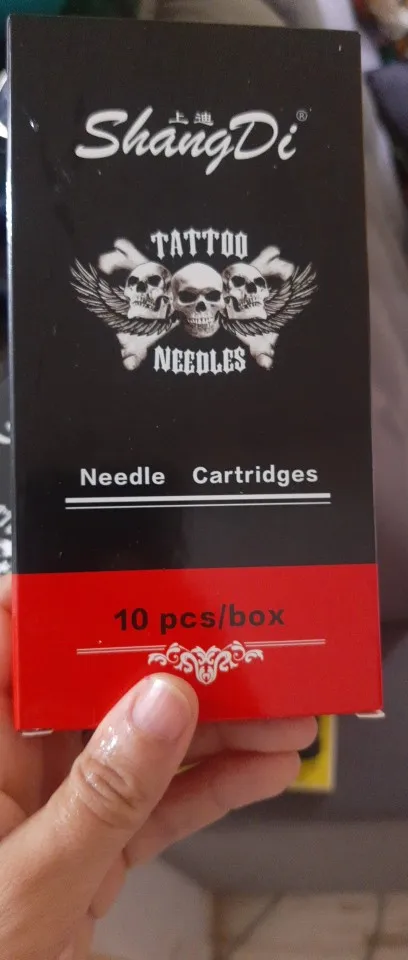 上迪
ShangDi®
TATTOO
NEEDLES
Needle Cartridges
10 pcs/box